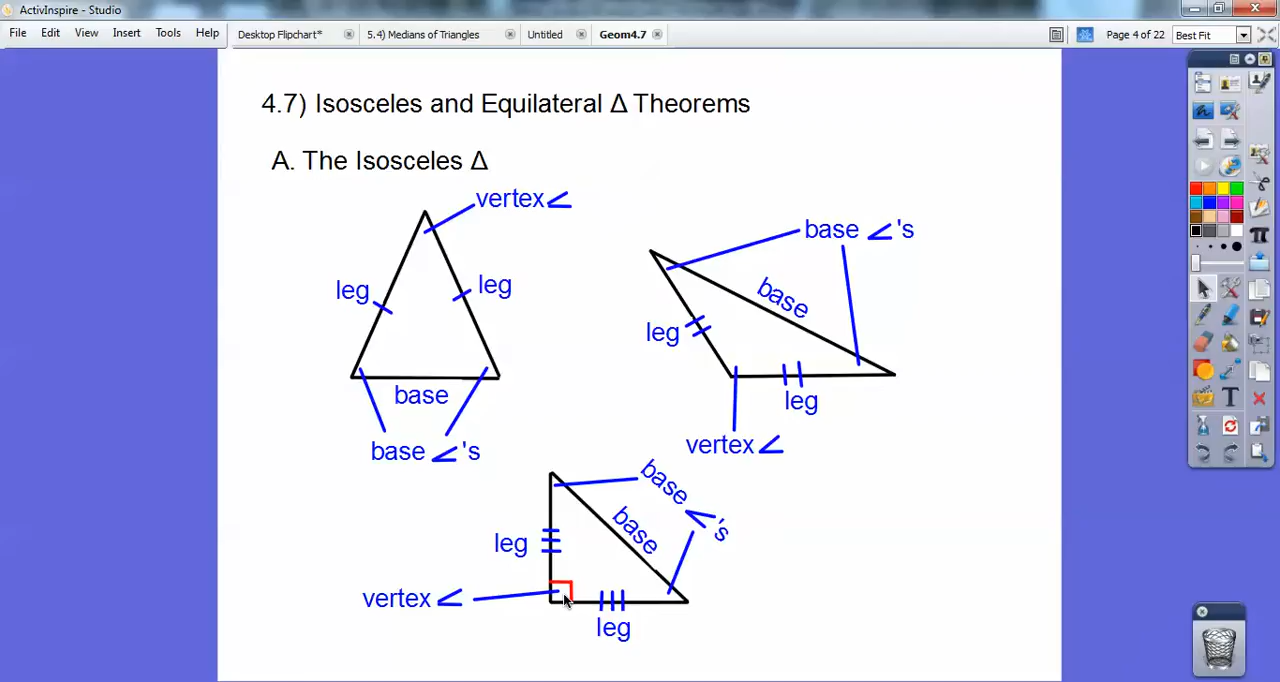 ActivInspire - Studio
File Edit View Insert Tools Help
Desktop Flipchart* 5.4) Medians of Triangles Untitled Geom4.7 Page 4 of 22 Best Fit
4.7) Isosceles and Equilateral Δ Theorems
A. The Isosceles Δ
vertex ∠
leg
leg
base
base ∠'s
base ∠'s
base
leg
leg
vertex ∠
base ∠'s
base
leg
vertex ∠
leg